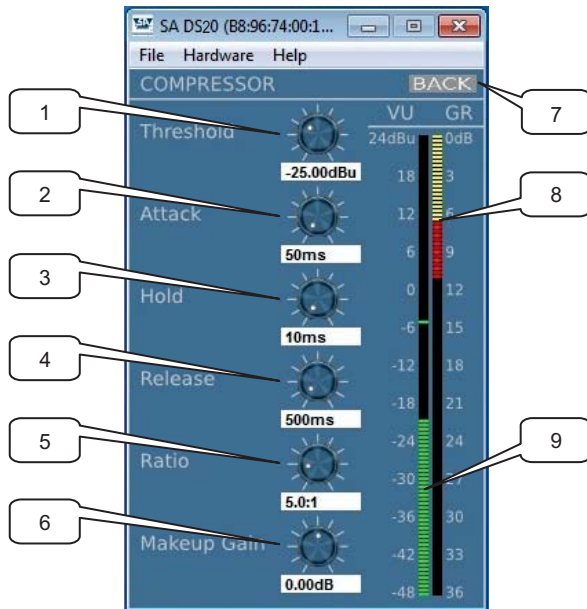 SA DS20 (B8:96:74:00:1...
File Hardware Help
COMPRESSOR BACK
VU GR
1
Threshold
-25.00dBu
2
Attack
50ms
3
Hold
10ms
4
Release
500ms
5
Ratio
5.0:1
6
Makeup Gain
0.00dB
24dBu 0dB
18 3
12 6
6 9
0 12
-6 15
-12 18
-18 21
-24 24
-30 27
-36 30
-42 33
-48 36
7
8
9